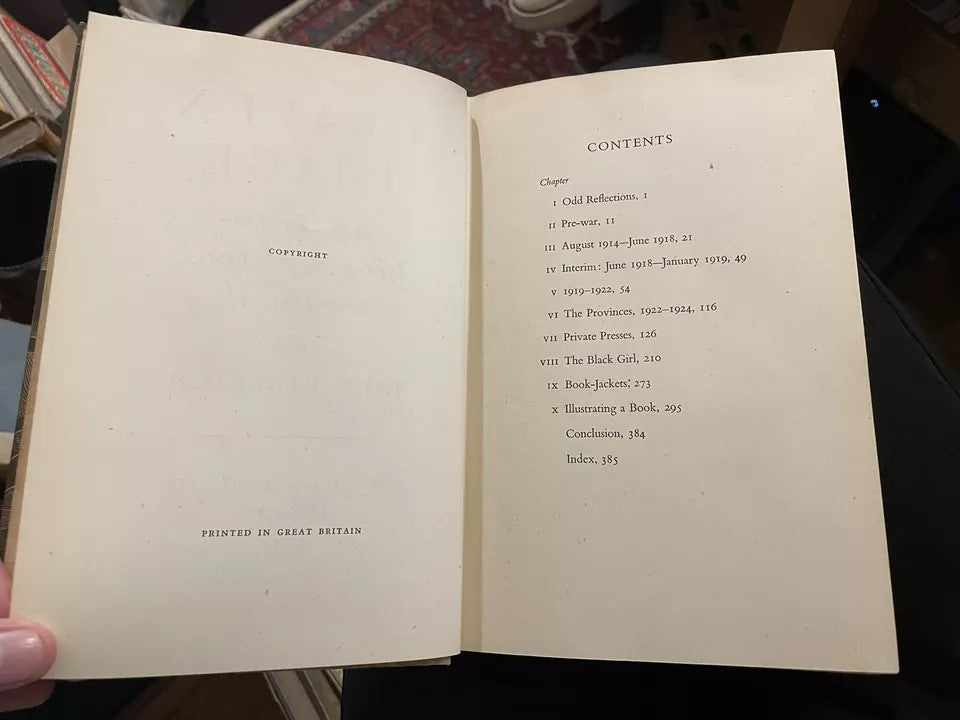 COPYRIGHT
PRINTED IN GREAT BRITAIN
CONTENTS
Chapter
I Odd Reflections, 1
II Pre-war, 11
III August 1914—June 1918, 21
IV Interim: June 1918—January 1919, 49
V 1919–1922, 54
VI The Provinces, 1922–1924, 116
VII Private Presses, 126
VIII The Black Girl, 210
IX Book-Jackets, 273
X Illustrating a Book, 295
Conclusion, 384
Index, 385